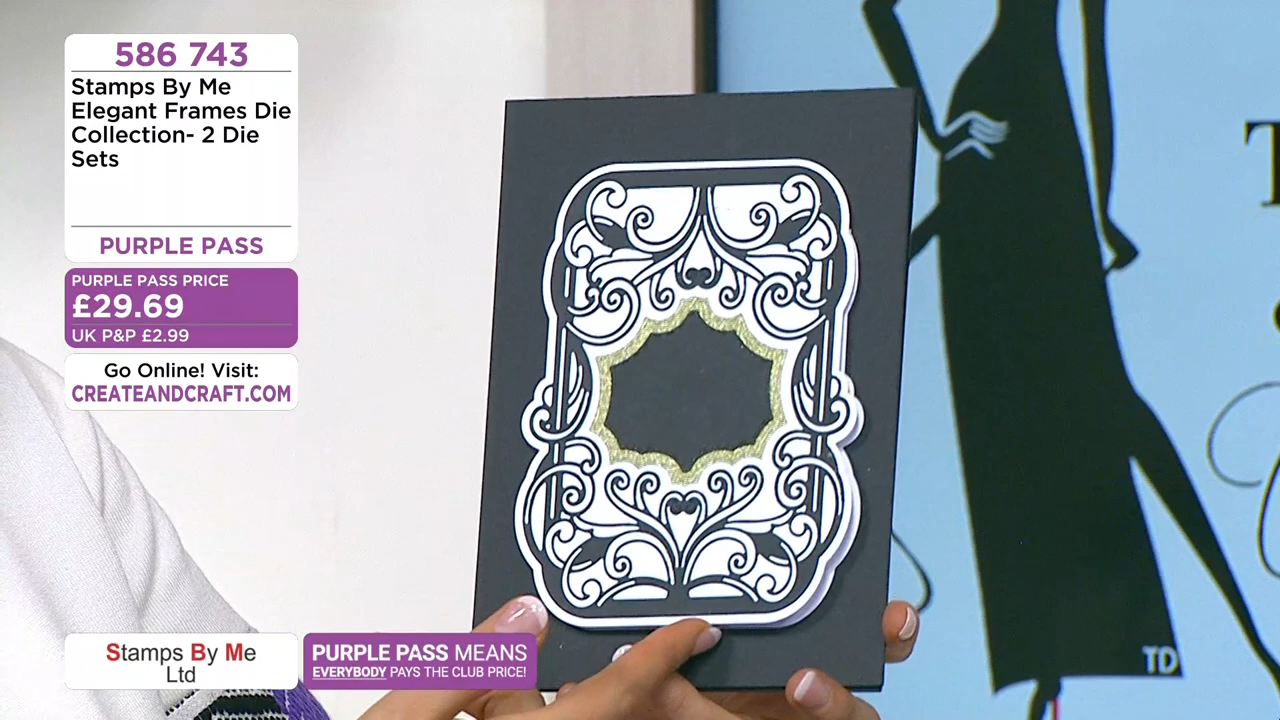 586 743
Stamps By Me
Elegant Frames Die
Collection- 2 Die
Sets
PURPLE PASS
PURPLE PASS PRICE
£29.69
UK P&P £2.99
Go Online! Visit:
CREATEANDCRAFT.COM
Stamps By Me
Ltd
PURPLE PASS MEANS
EVERYBODY PAYS THE CLUB PRICE!
TD